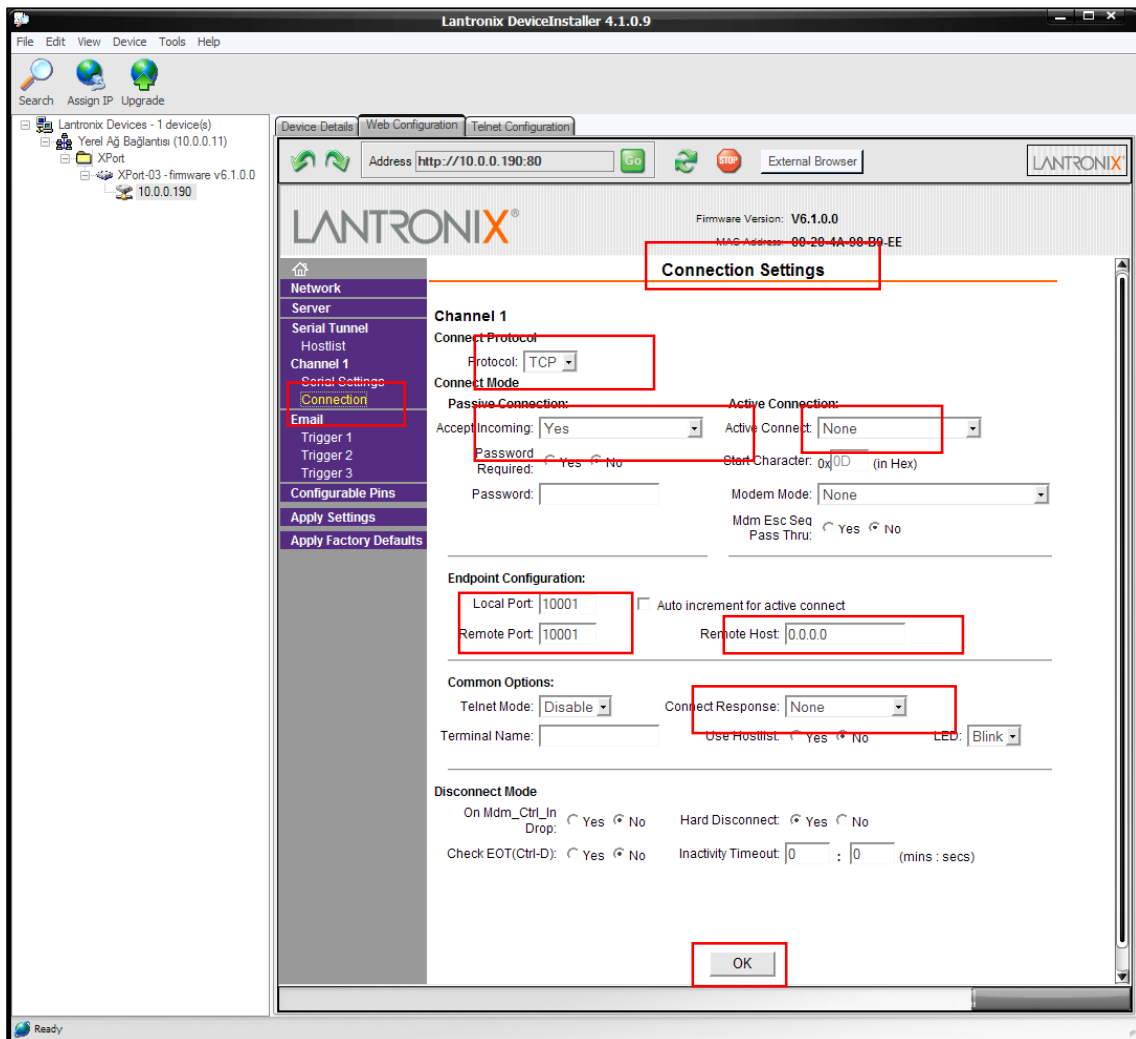 Lantronix DeviceInstaller 4.1.0.9
File Edit View Device Tools Help
Search Assign IP Upgrade
Lantronix Devices - 1 device(s)
Yerel Ağ Bağlantısı (10.0.0.11)
XPort
XPort-03 - firmware v6.1.0.0
10.0.0.190
Device Details Web Configuration Telnet Configuration
Address http://10.0.0.190:80 Go STOP External Browser LANTRONIX
LANTRONIX®
Firmware Version: V6.1.0.0
MAC Address: 00-20-4A-98-B9-EE
Network
Server
Serial Tunnel
Hostlist
Channel 1
Serial Settings
Connection
Email
Trigger 1
Trigger 2
Trigger 3
Configurable Pins
Apply Settings
Apply Factory Defaults
Connection Settings
Channel 1
Connect Protocol
Protocol: TCP
Connect Mode
Passive Connection: Active Connection:
Accept Incoming: Yes Active Connect: None
Password Required: Yes No Start Character: 0x 0D (in Hex)
Password: Modem Mode: None
Mdm Esc Seq Pass Thru: Yes No
Endpoint Configuration:
Local Port: 10001 Auto increment for active connect
Remote Port: 10001 Remote Host: 0.0.0.0
Common Options:
Telnet Mode: Disable Connect Response: None
Terminal Name: Use Hostlist: Yes No LED: Blink
Disconnect Mode
On Mdm_Ctrl_In Drop: Yes No Hard Disconnect: Yes No
Check EOT(Ctrl-D): Yes No Inactivity Timeout: 0 : 0 (mins : secs)
OK
Ready